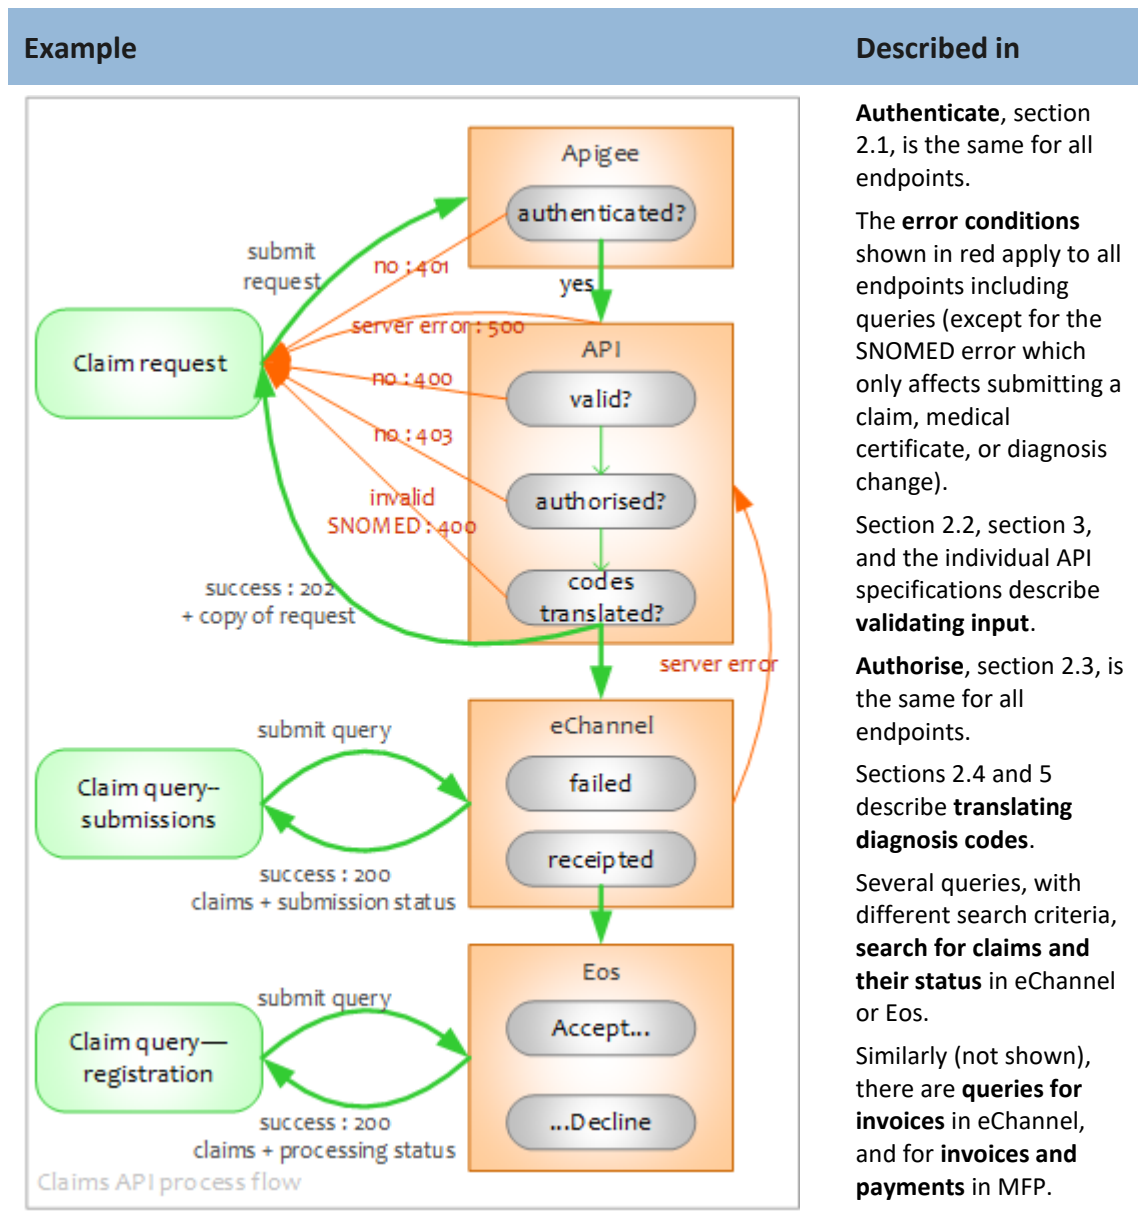 Example
Described in
Apigee
authenticated?
submit
request
no : 401
yes
server error : 500
Claim request
API
valid?
no : 400
no : 403
authorised?
invalid
SNOMED : 400
codes
translated?
success : 202
+ copy of request
server error
eChannel
submit query
failed
Claim query--
submissions
receipted
success : 200
claims + submission status
Eos
submit query
Accept...
Claim query—
registration
...Decline
success : 200
claims + processing status
Claims API process flow
Authenticate, section
2.1, is the same for all
endpoints.
The error conditions
shown in red apply to all
endpoints including
queries (except for the
SNOMED error which
only affects submitting a
claim, medical
certificate, or diagnosis
change).
Section 2.2, section 3,
and the individual API
specifications describe
validating input.
Authorise, section 2.3, is
the same for all
endpoints.
Sections 2.4 and 5
describe translating
diagnosis codes.
Several queries, with
different search criteria,
search for claims and
their status in eChannel
or Eos.
Similarly (not shown),
there are queries for
invoices in eChannel,
and for invoices and
payments in MFP.